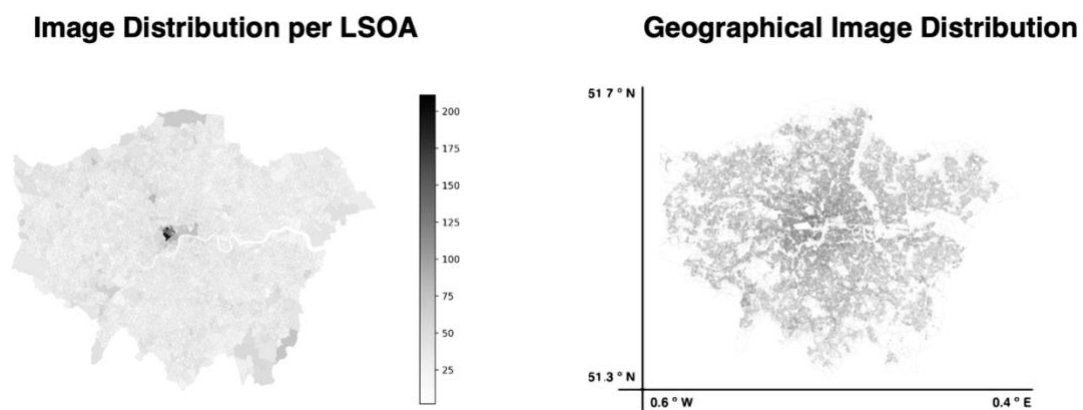 Image Distribution per LSOA
200
175
150
125
100
75
50
25
Geographical Image Distribution
51 7 ° N
51.3 ° N
0.6 ° W
0.4 ° E